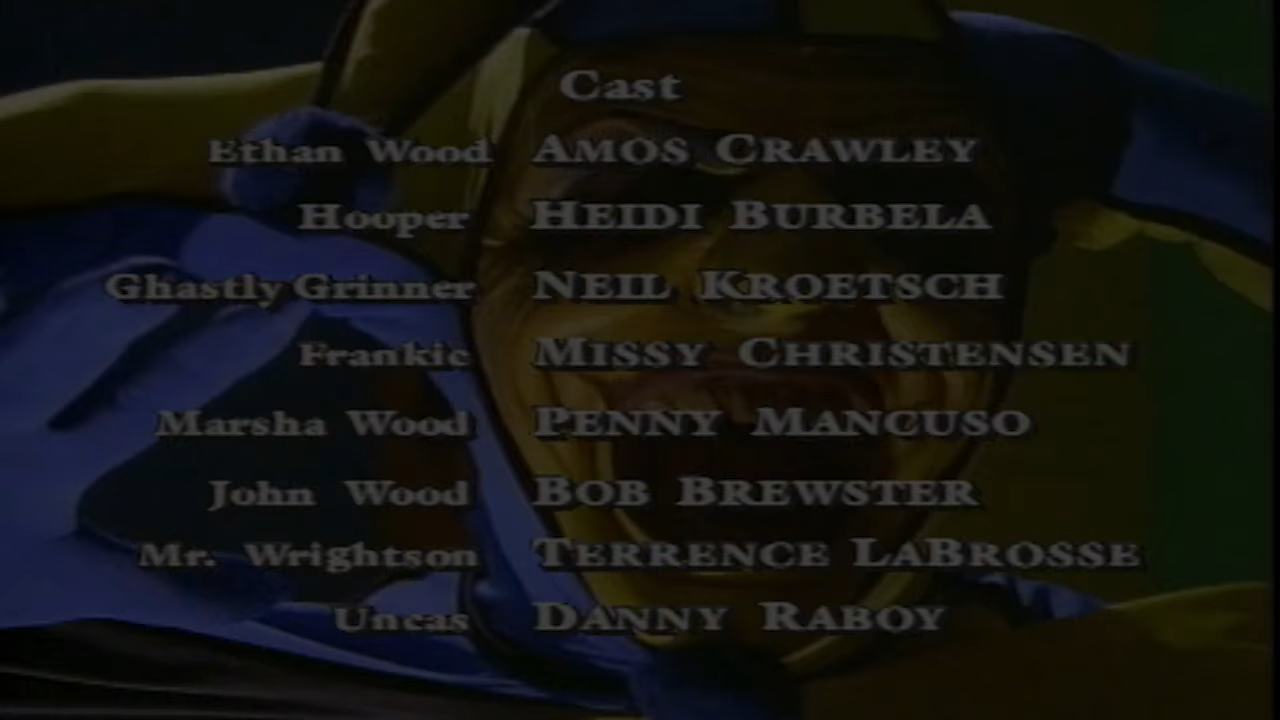 Cast
Ethan Wood AMOS CRAWLEY
Hooper HEIDI BURBELA
Ghastly Grinner NEIL KROETSCH
Frankie MISSY CHRISTENSEN
Marsha Wood PENNY MANCUSO
John Wood BOB BREWSTER
Mr. Wrightson TERRENCE LABROSSE
Uncas DANNY RABOY